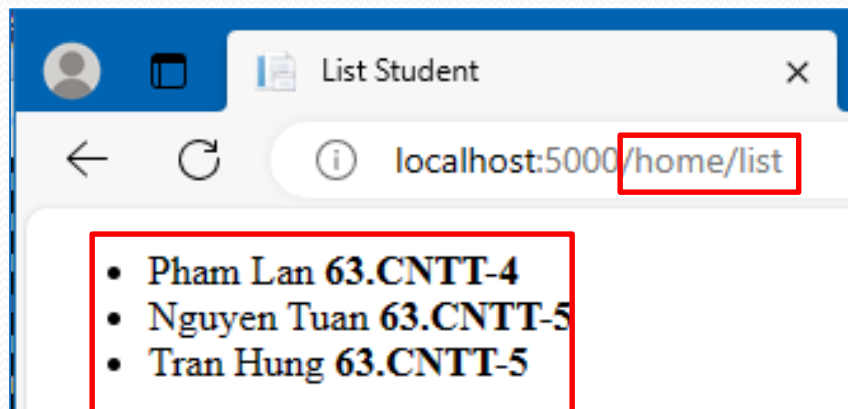 List Student
localhost:5000/home/list
• Pham Lan 63.CNTT-4
• Nguyen Tuan 63.CNTT-5
• Tran Hung 63.CNTT-5